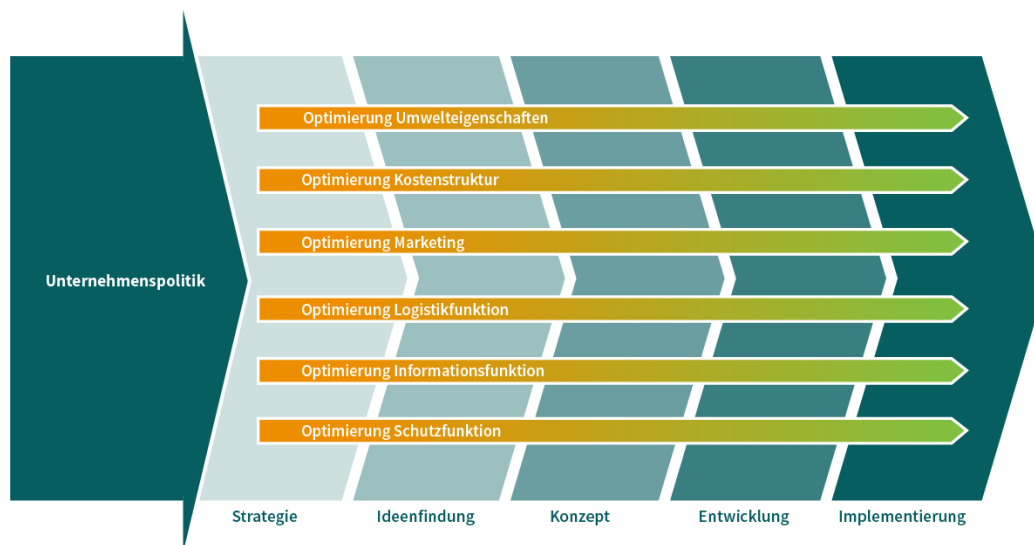 Optimierung Umwelteigenschaften
Optimierung Kostenstruktur
Optimierung Marketing
Unternehmenspolitik
Optimierung Logistikfunktion
Optimierung Informationsfunktion
Optimierung Schutzfunktion
Strategie
Ideenfindung
Konzept
Entwicklung
Implementierung